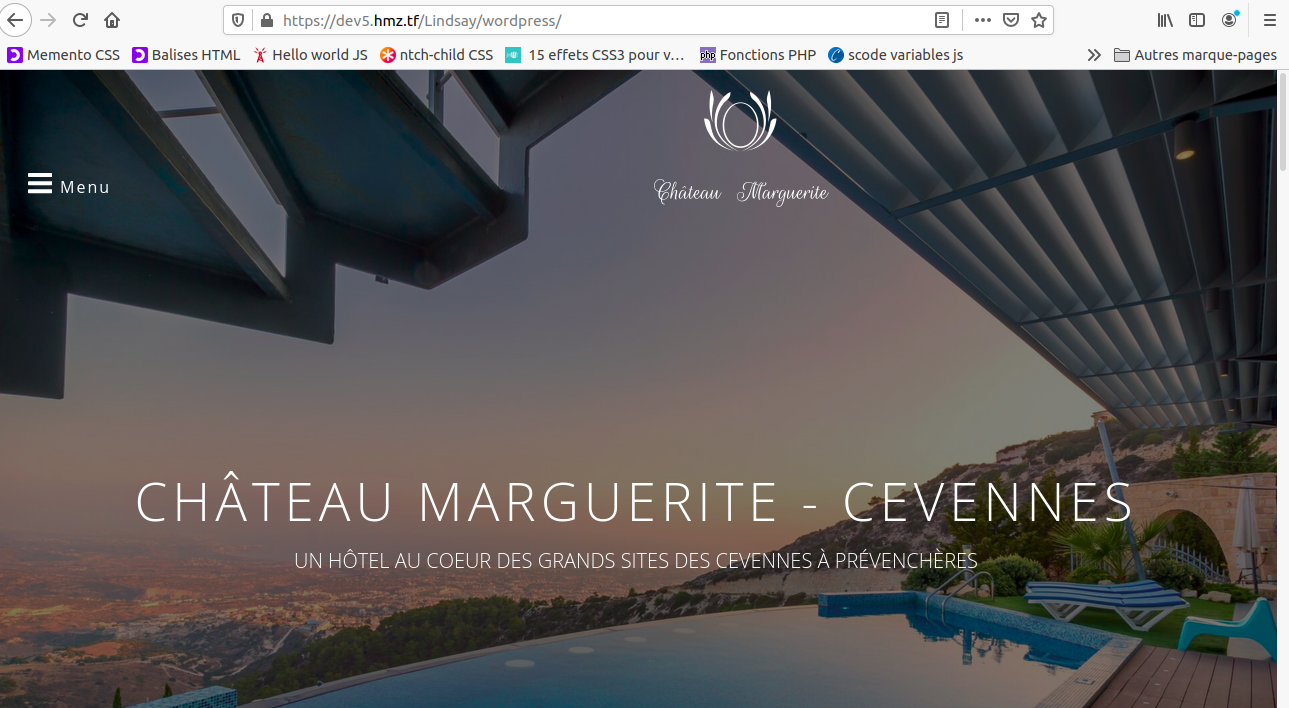 https://dev5.hmz.tf/Lindsay/wordpress/
Memento CSS Balises HTML Hello world JS ntch-child CSS 15 effets CSS3 pour v… php Fonctions PHP scode variables js Autres marque-pages
Menu
Château Marguerite
CHÂTEAU MARGUERITE - CEVENNES
UN HÔTEL AU COEUR DES GRANDS SITES DES CEVENNES À PRÉVENCHÈRES